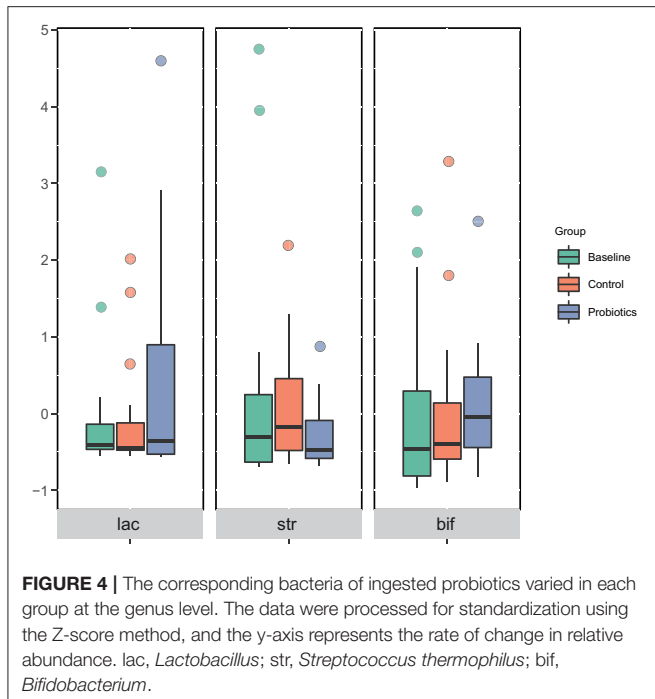 5
4
3
2
1
0
−1
lac
str
bif
Group
Baseline
Control
Probiotics
FIGURE 4 | The corresponding bacteria of ingested probiotics varied in each
group at the genus level. The data were processed for standardization using
the Z-score method, and the y-axis represents the rate of change in relative
abundance. lac, Lactobacillus; str, Streptococcus thermophilus; bif,
Bifidobacterium.